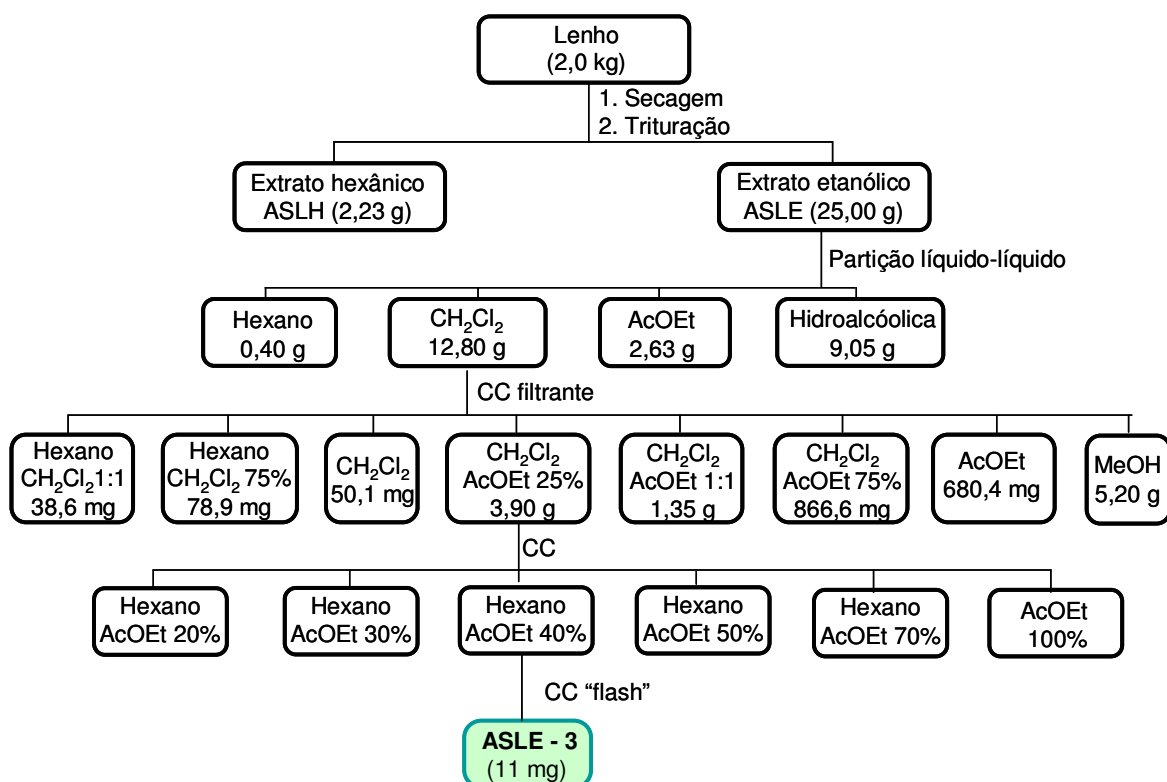 Lenho
(2,0 kg)
1. Secagem
2. Trituração
Extrato hexânico
ASLH (2,23 g)
Extrato etanólico
ASLE (25,00 g)
Partição líquido-líquido
Hexano
0,40 g
CH₂Cl₂
12,80 g
AcOEt
2,63 g
Hidroalcóolica
9,05 g
CC filtrante
Hexano
CH₂Cl₂1:1
38,6 mg
Hexano
CH₂Cl₂ 75%
78,9 mg
CH₂Cl₂
50,1 mg
CH₂Cl₂
AcOEt 25%
3,90 g
CH₂Cl₂
AcOEt 1:1
1,35 g
CH₂Cl₂
AcOEt 75%
866,6 mg
AcOEt
680,4 mg
MeOH
5,20 g
CC
Hexano
AcOEt 20%
Hexano
AcOEt 30%
Hexano
AcOEt 40%
Hexano
AcOEt 50%
Hexano
AcOEt 70%
AcOEt
100%
CC “flash”
ASLE - 3
(11 mg)